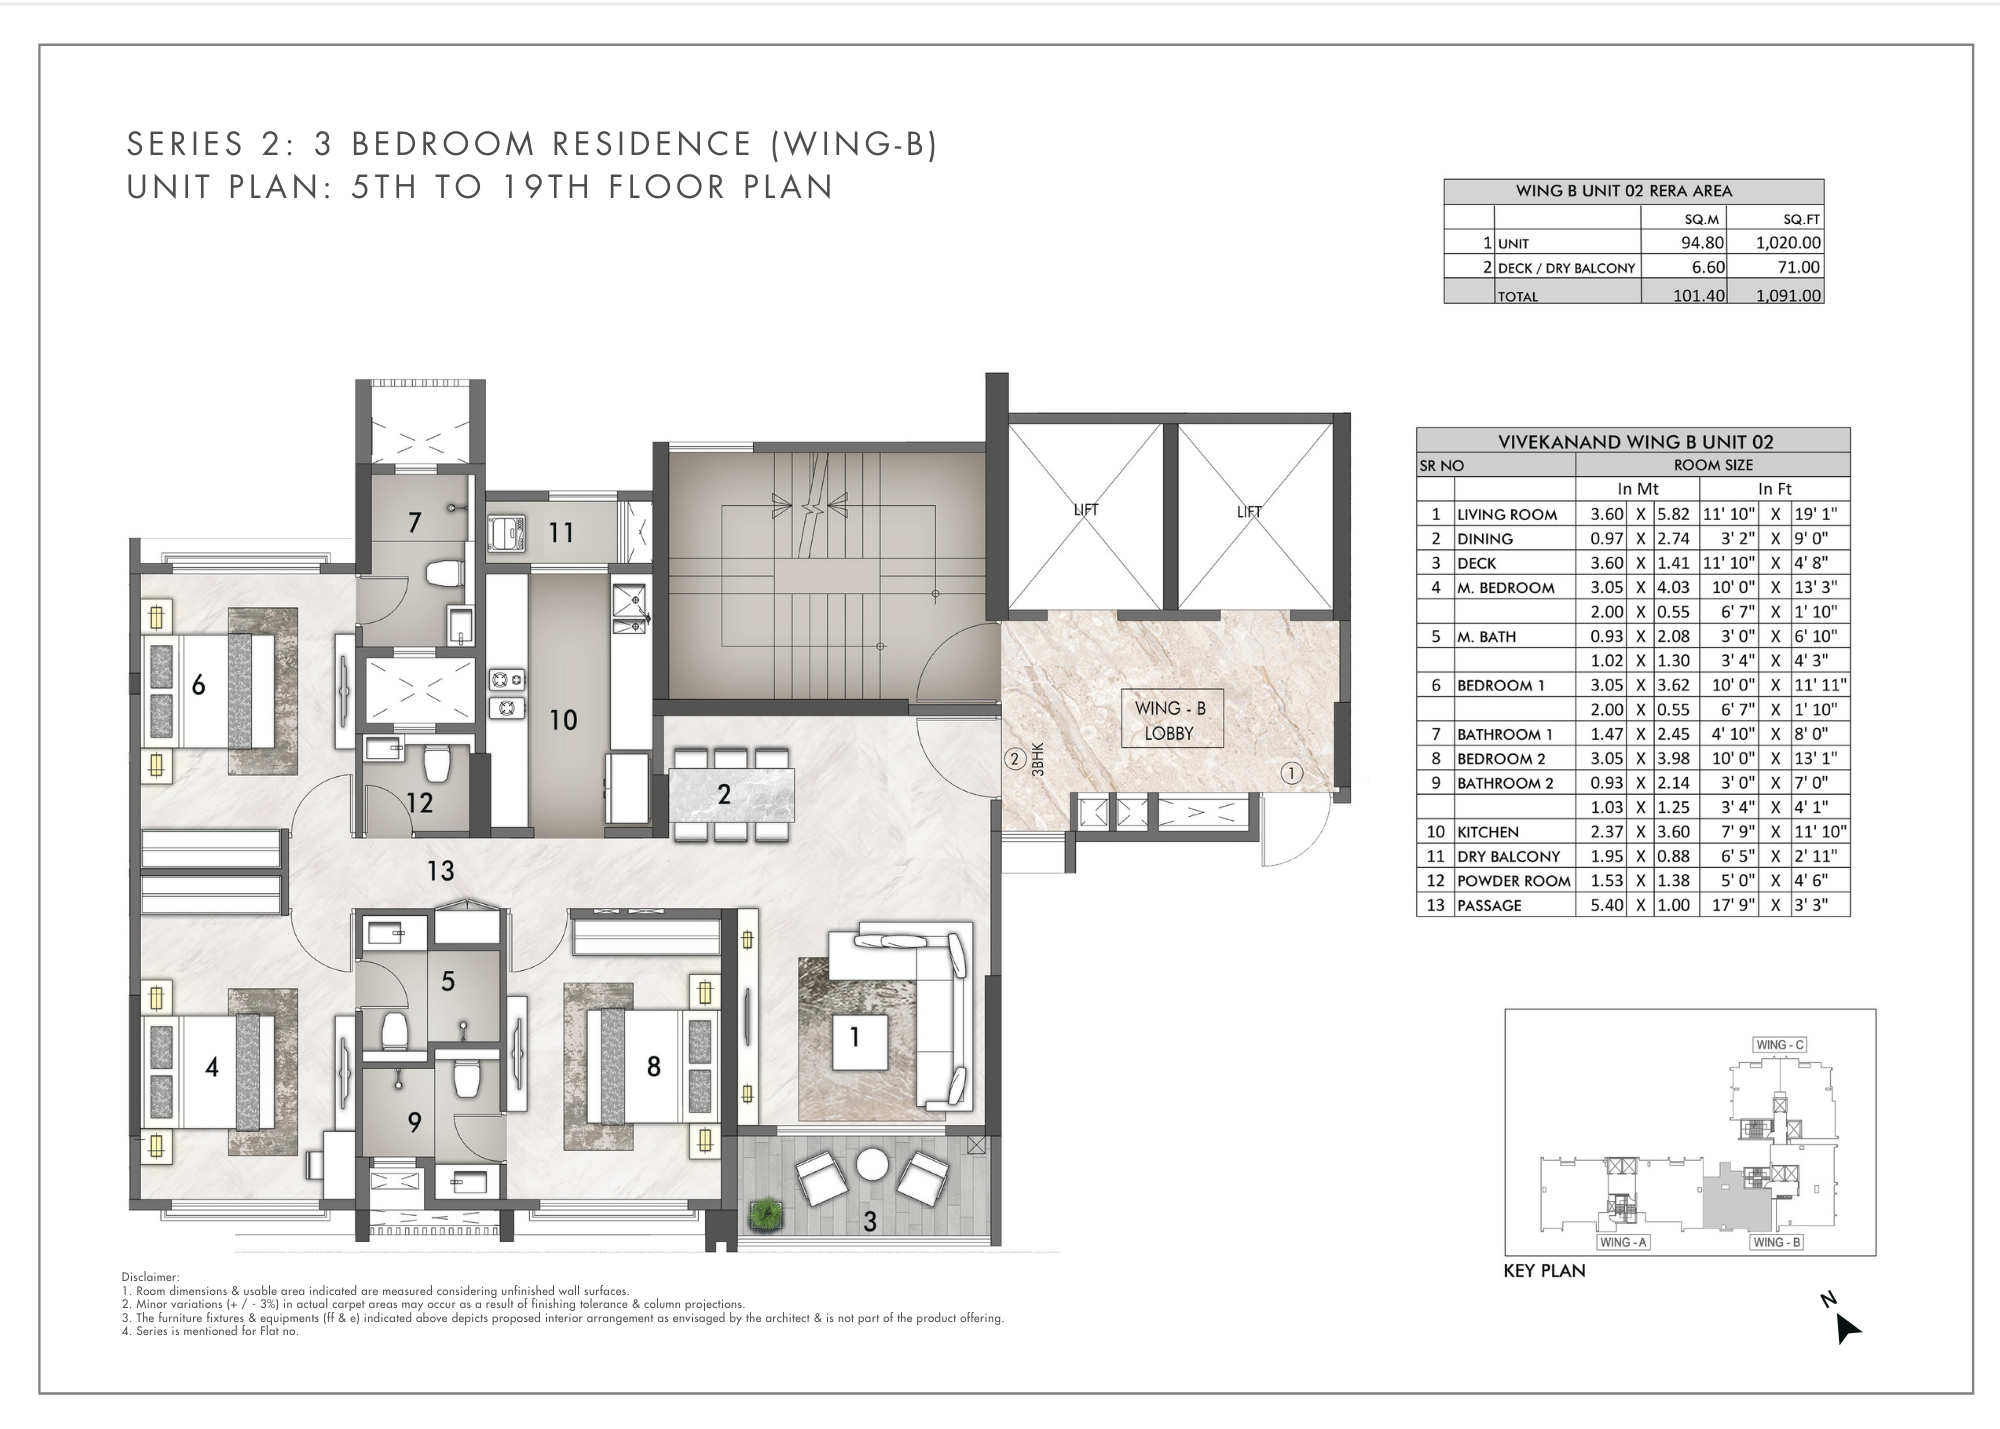 SERIES 2: 3 BEDROOM RESIDENCE (WING-B)
UNIT PLAN: 5TH TO 19TH FLOOR PLAN
WING B UNIT 02 RERA AREA
SQ.M SQ.FT
1 UNIT 94.80 1,020.00
2 DECK / DRY BALCONY 6.60 71.00
TOTAL 101.40 1,091.00
VIVEKANAND WING B UNIT 02
SR NO ROOM SIZE
In Mt In Ft
1 LIVING ROOM 3.60 X 5.82 11' 10" X 19' 1"
2 DINING 0.97 X 2.74 3' 2" X 9' 0"
3 DECK 3.60 X 1.41 11' 10" X 4' 8"
4 M. BEDROOM 3.05 X 4.03 10' 0" X 13' 3"
2.00 X 0.55 6' 7" X 1' 10"
5 M. BATH 0.93 X 2.08 3' 0" X 6' 10"
1.02 X 1.30 3' 4" X 4' 3"
6 BEDROOM 1 3.05 X 3.62 10' 0" X 11' 11"
2.00 X 0.55 6' 7" X 1' 10"
7 BATHROOM 1 1.47 X 2.45 4' 10" X 8' 0"
8 BEDROOM 2 3.05 X 3.98 10' 0" X 13' 1"
9 BATHROOM 2 0.93 X 2.14 3' 0" X 7' 0"
1.03 X 1.25 3' 4" X 4' 1"
10 KITCHEN 2.37 X 3.60 7' 9" X 11' 10"
11 DRY BALCONY 1.95 X 0.88 6' 5" X 2' 11"
12 POWDER ROOM 1.53 X 1.38 5' 0" X 4' 6"
13 PASSAGE 5.40 X 1.00 17' 9" X 3' 3"
LIFT
LIFT
7
11
6
10
WING - B
LOBBY
2
3BHK
1
2
12
13
5
1
4
8
9
3
WING - C
WING - A
WING - B
KEY PLAN
N
Disclaimer:
1. Room dimensions & usable area indicated are measured considering unfinished wall surfaces.
2. Minor variations (+ / - 3%) in actual carpet areas may occur as a result of finishing tolerance & column projections.
3. The furniture fixtures & equipments (ff & e) indicated above depicts proposed interior arrangement as envisaged by the architect & is not part of the product offering.
4. Series is mentioned for Flat no.